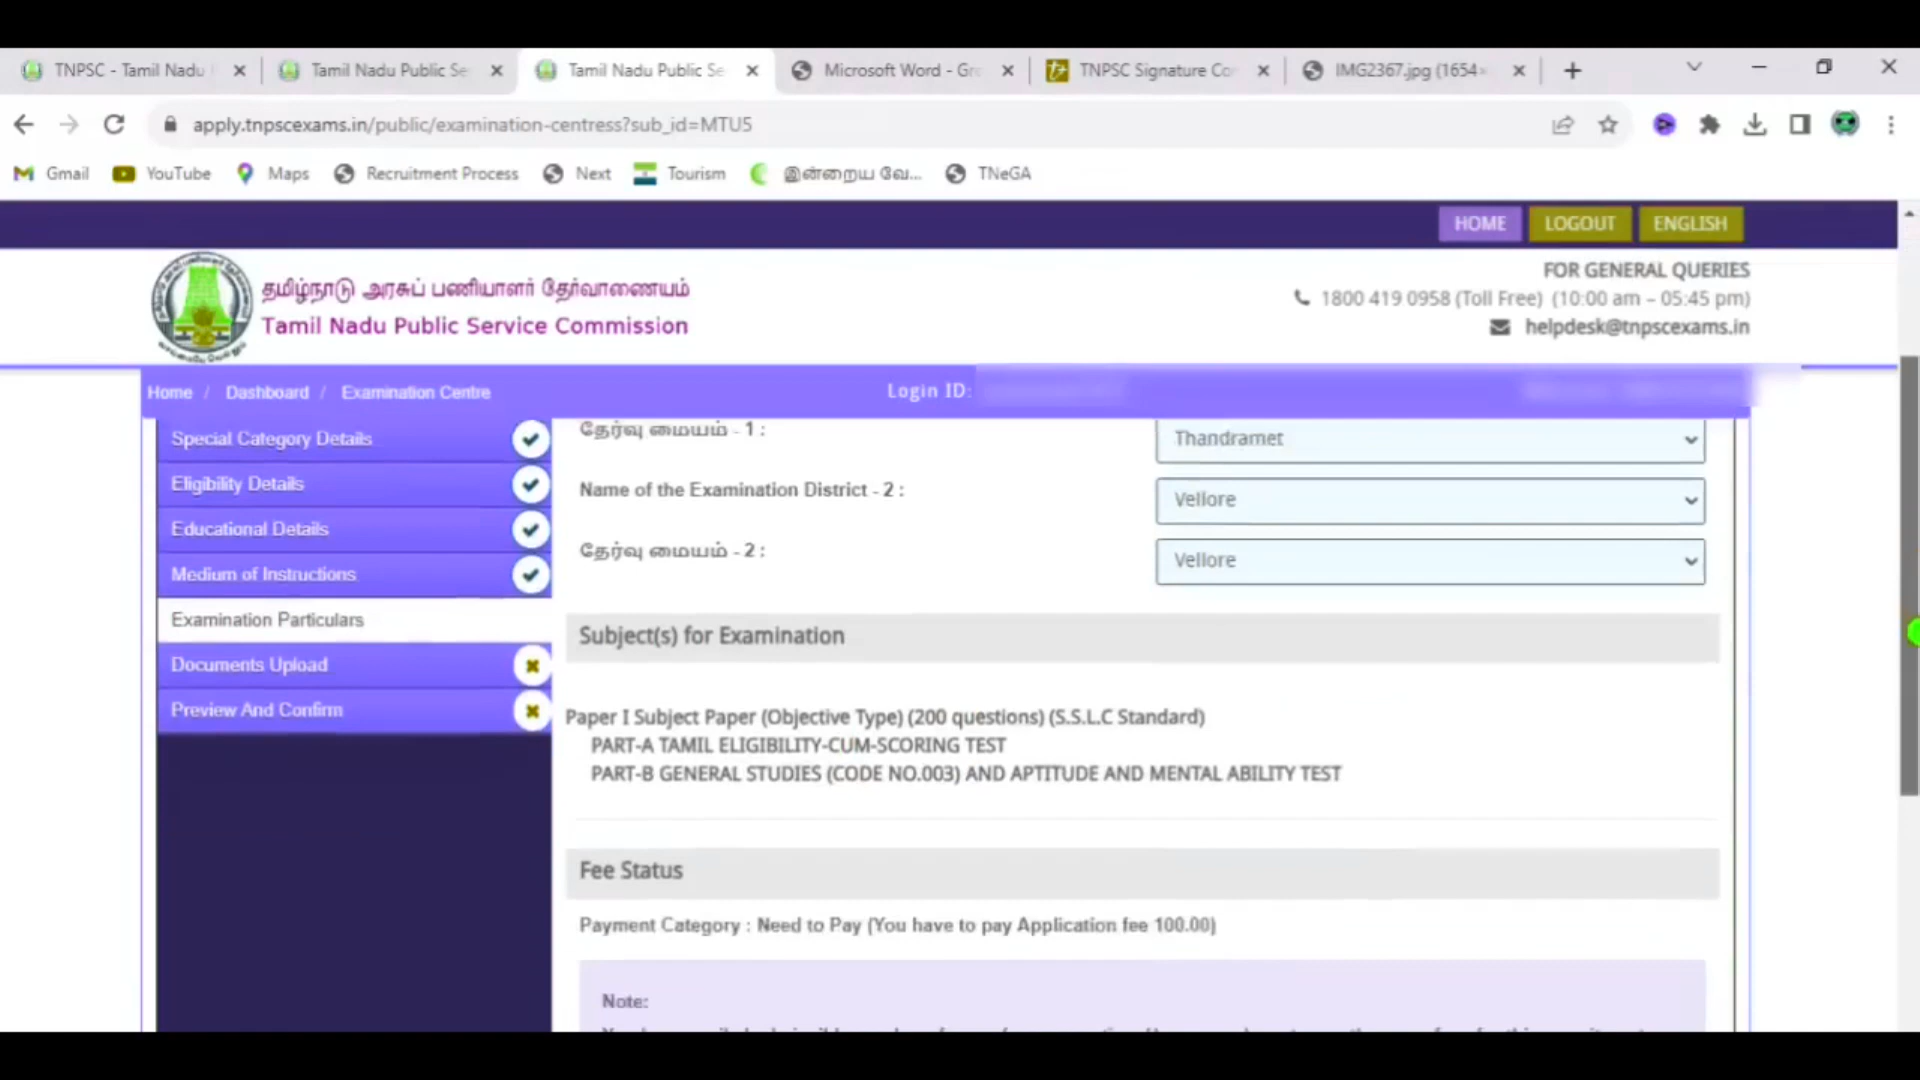 TNPSC - Tamil Nadu
Tamil Nadu Public Se
Tamil Nadu Public Se
Microsoft Word - Gr
TNPSC Signature Co
IMG2367.jpg (1654×
apply.tnpscexams.in/public/examination-centress?sub_id=MTU5
Gmail
YouTube
Maps
Recruitment Process
Next
Tourism
இன்றைய வே...
TNeGA
HOME
LOGOUT
ENGLISH
தமிழ்நாடு அரசுப் பணியாளர் தேர்வாணையம்
Tamil Nadu Public Service Commission
FOR GENERAL QUERIES
1800 419 0958 (Toll Free) (10:00 am – 05:45 pm)
helpdesk@tnpscexams.in
Home / Dashboard / Examination Centre
Login ID:
Special Category Details
Eligibility Details
Educational Details
Medium of Instructions
Examination Particulars
Documents Upload
Preview And Confirm
தேர்வு மையம் - 1 :
Thandramet
Name of the Examination District - 2 :
Vellore
தேர்வு மையம் - 2 :
Vellore
Subject(s) for Examination
Paper I Subject Paper (Objective Type) (200 questions) (S.S.L.C Standard)
PART-A TAMIL ELIGIBILITY-CUM-SCORING TEST
PART-B GENERAL STUDIES (CODE NO.003) AND APTITUDE AND MENTAL ABILITY TEST
Fee Status
Payment Category : Need to Pay (You have to pay Application fee 100.00)
Note: